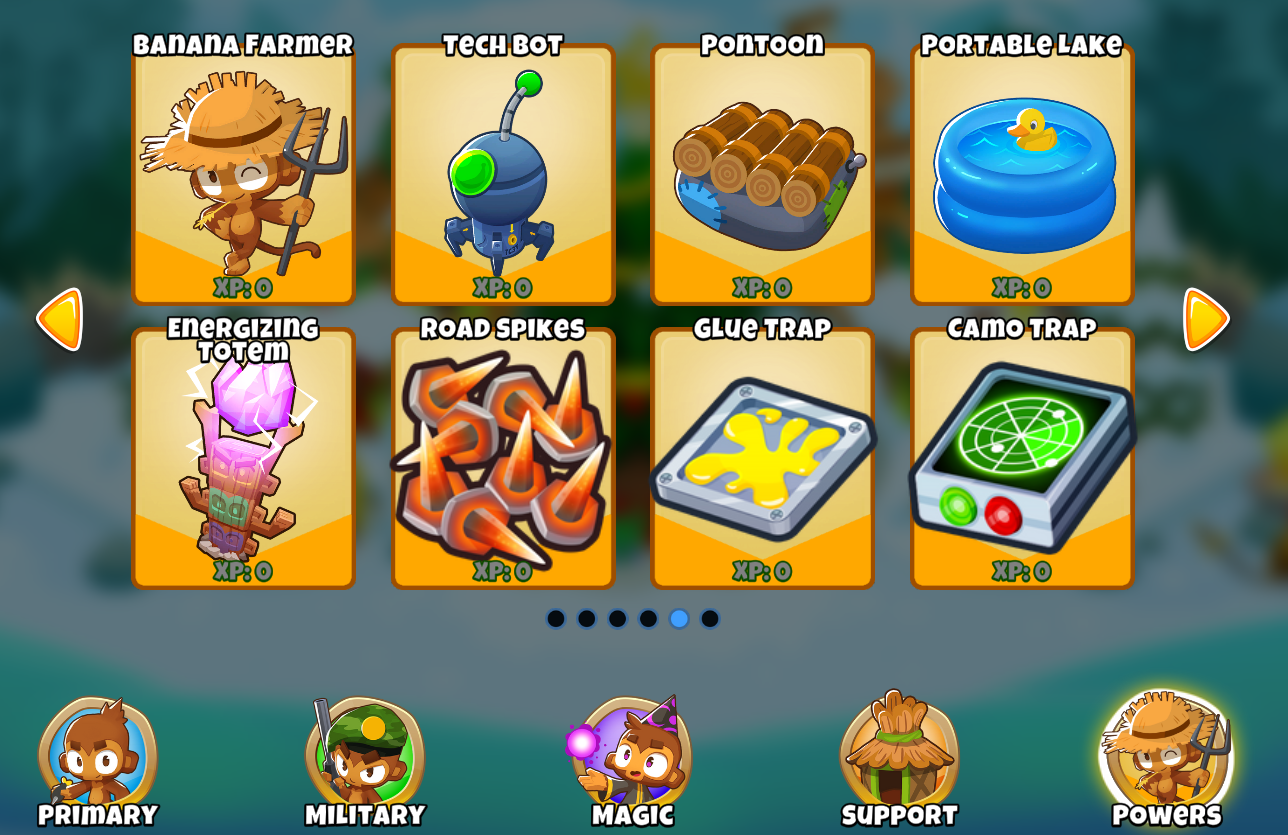 BANANA FARMER
TECH BOT
PONTOON
PORTABLE LAKE
XP: 0
XP: 0
XP: 0
XP: 0
ENERGIZING
TOTEM
ROAD SPIKES
GLUE TRAP
CAMO TRAP
XP: 0
XP: 0
XP: 0
XP: 0
PRIMARY
MILITARY
MAGIC
SUPPORT
POWERS